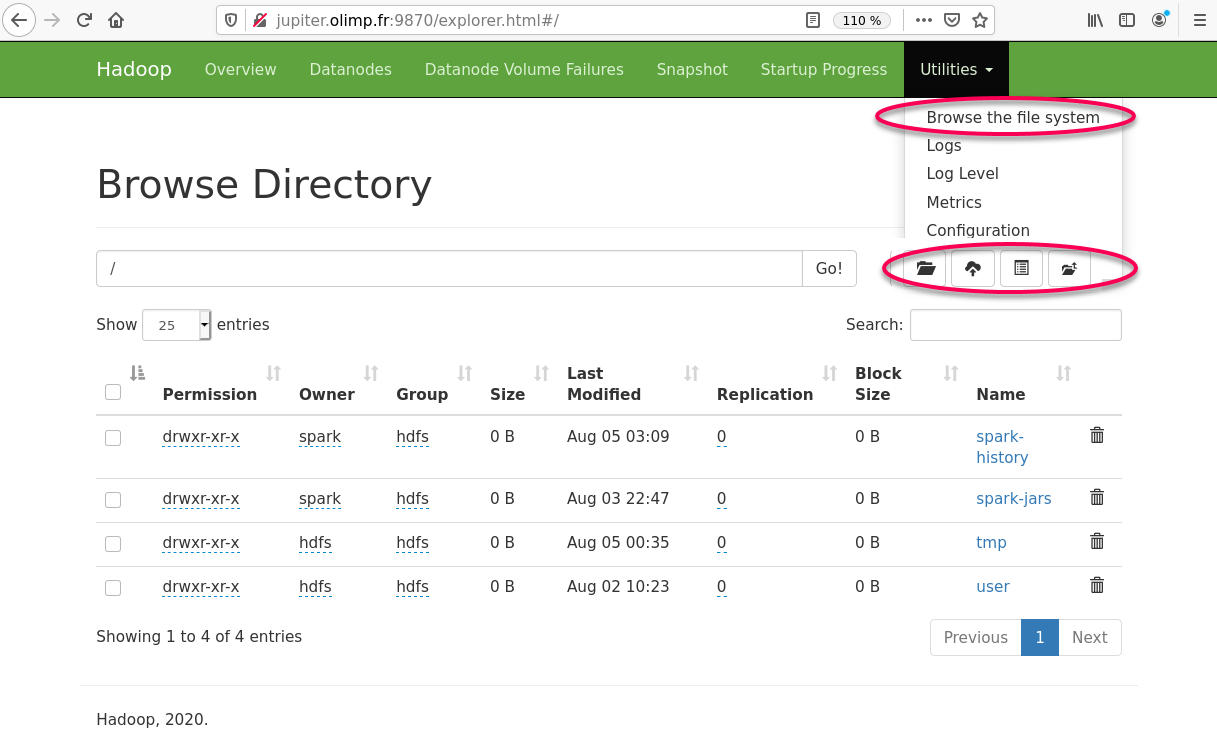 jupiter.olimp.fr:9870/explorer.html#/ 110 %
Hadoop Overview Datanodes Datanode Volume Failures Snapshot Startup Progress Utilities
Browse the file system
Logs
Log Level
Metrics
Configuration
Browse Directory
/ Go!
Show 25 entries Search:
Permission Owner Group Size Last Modified Replication Block Size Name
drwxr-xr-x spark hdfs 0 B Aug 05 03:09 0 0 B spark-
history
drwxr-xr-x spark hdfs 0 B Aug 03 22:47 0 0 B spark-jars
drwxr-xr-x hdfs hdfs 0 B Aug 05 00:35 0 0 B tmp
drwxr-xr-x hdfs hdfs 0 B Aug 02 10:23 0 0 B user
Showing 1 to 4 of 4 entries Previous 1 Next
Hadoop, 2020.